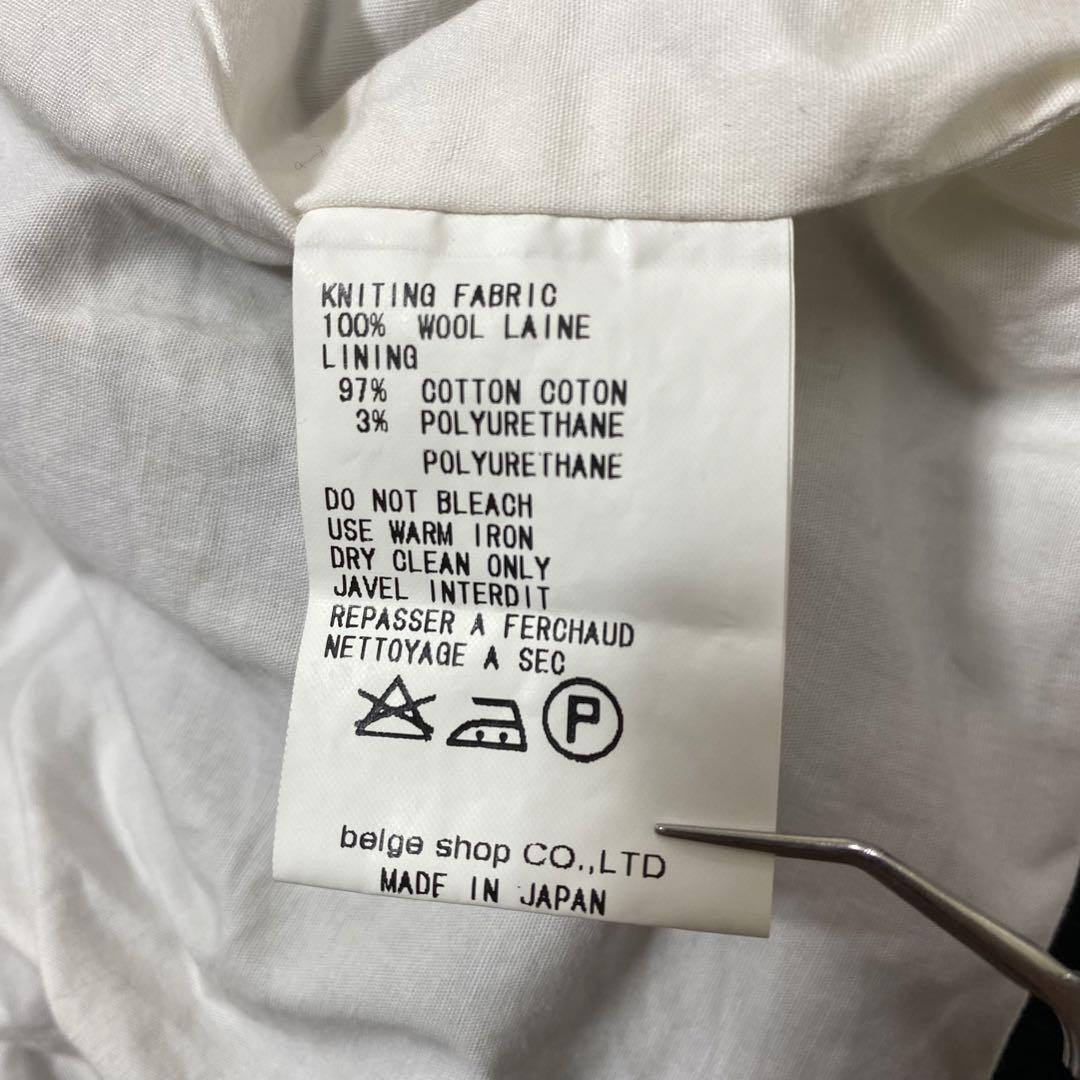 KNITING FABRIC
100% WOOL LAINE
LINING
97% COTTON COTON
3% POLYURETHANE
POLYURETHANE
DO NOT BLEACH
USE WARM IRON
DRY CLEAN ONLY
JAVEL INTERDIT
REPASSER A FERCHAUD
NETTOYAGE A SEC
P
belge shop CO.,LTD
MADE IN JAPAN